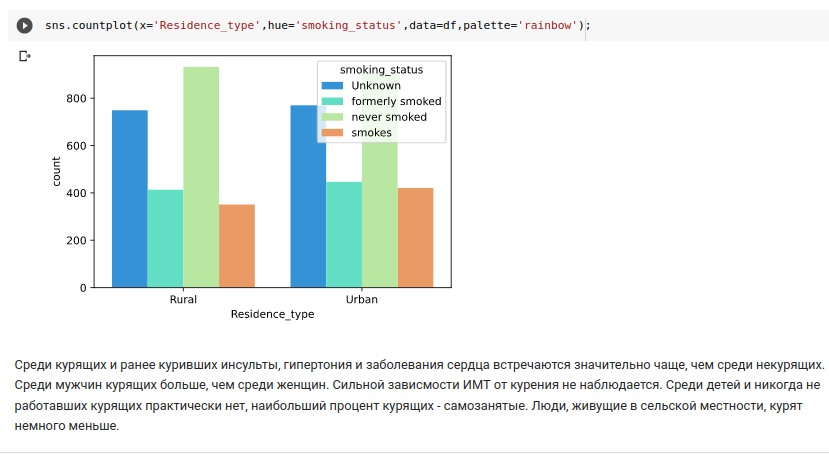 sns.countplot(x='Residence_type',hue='smoking_status',data=df,palette='rainbow');
smoking_status
Unknown
formerly smoked
never smoked
smokes
800
600
400
200
0
count
Rural
Urban
Residence_type
Среди курящих и ранее куривших инсульты, гипертония и заболевания сердца встречаются значительно чаще, чем среди некурящих.
Среди мужчин курящих больше, чем среди женщин. Сильной зависмости ИМТ от курения не наблюдается. Среди детей и никогда не
работавших курящих практически нет, наибольший процент курящих - самозанятые. Люди, живущие в сельской местности, курят
немного меньше.